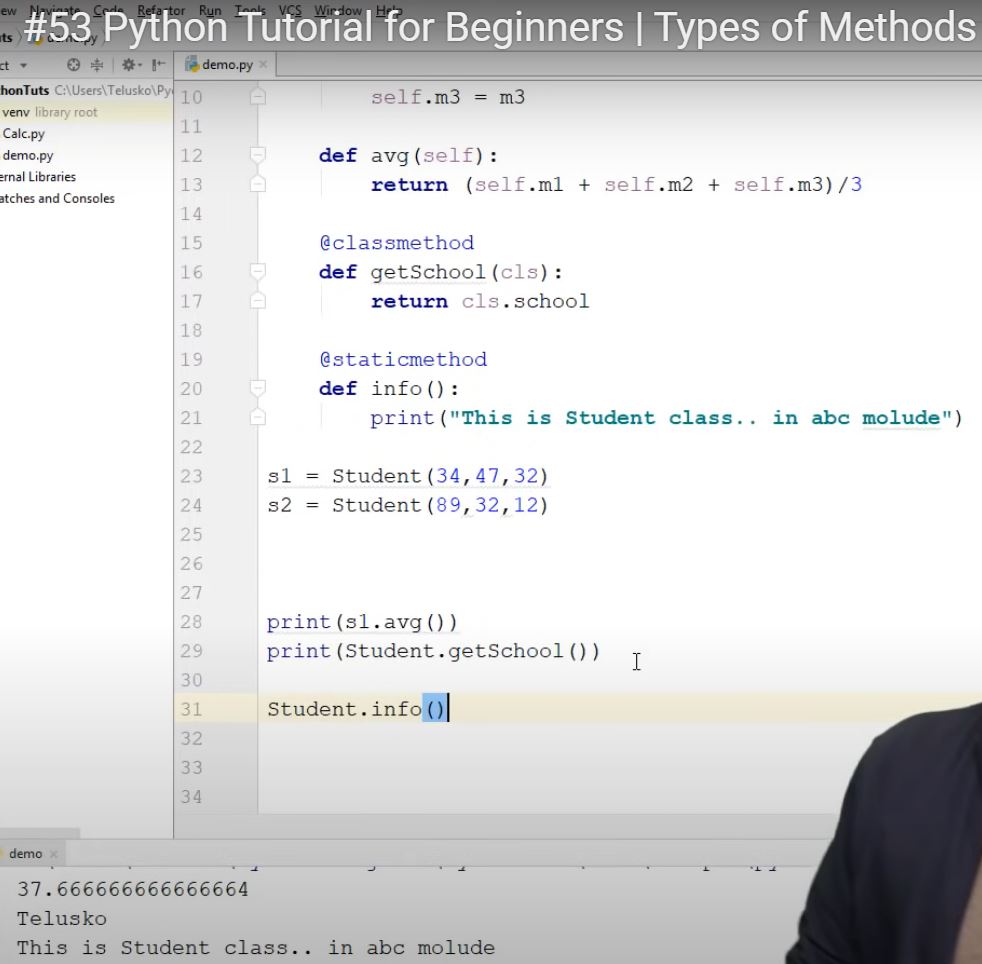 #53 Python Tutorial for Beginners | Types of Methods
ew Navigate Code Refactor Run Tools VCS Window Help
ts demo.py
ct demo.py
honTuts C:\Users\Telusko\Py
venv library root
Calc.py
demo.py
ernal Libraries
atches and Consoles
10 self.m3 = m3
11
12 def avg(self):
13 return (self.m1 + self.m2 + self.m3)/3
14
15 @classmethod
16 def getSchool(cls):
17 return cls.school
18
19 @staticmethod
20 def info():
21 print("This is Student class.. in abc molude")
22
23 s1 = Student(34,47,32)
24 s2 = Student(89,32,12)
25
26
27
28 print(s1.avg())
29 print(Student.getSchool())
30
31 Student.info()
32
33
34
demo
37.666666666666664
Telusko
This is Student class.. in abc molude